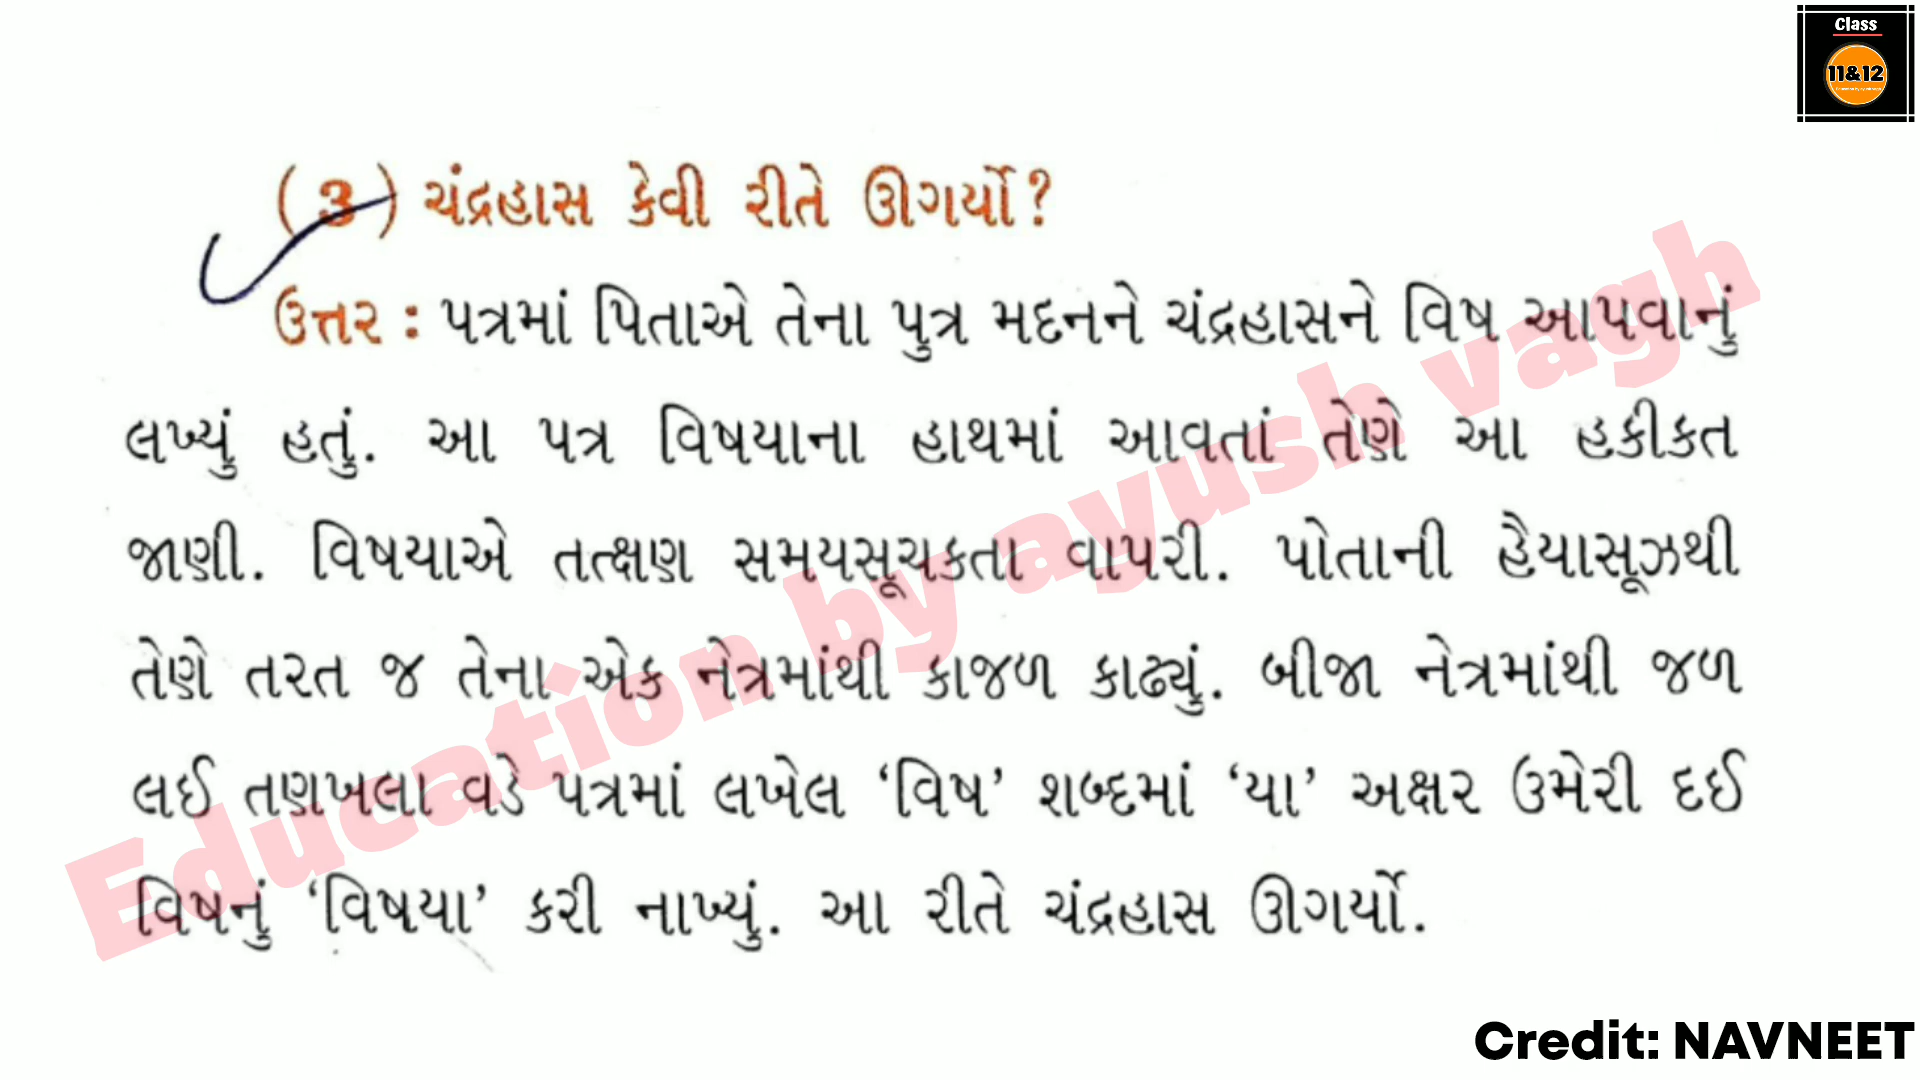 Class
11&12
(3) ચંદ્રહાસ કેવી રીતે ઊગર્યો?
ઉત્તર : પત્રમાં પિતાએ તેના પુત્ર મદનને ચંદ્રહાસને વિષ આપવાનું
લખ્યું હતું. આ પત્ર વિષયાના હાથમાં આવતાં તેણે આ હકીકત
જાણી. વિષયાએ તત્ક્ષણ સમયસૂચકતા વાપરી. પોતાની હૈયાસૂઝથી
તેણે તરત જ તેના એક નેત્રમાંથી કાજળ કાઢ્યું. બીજા નેત્રમાંથી જળ
લઈ તણખલા વડે પત્રમાં લખેલ ‘વિષ’ શબ્દમાં ‘યા’ અક્ષર ઉમેરી દઈ
વિષનું ‘વિષયા’ કરી નાખ્યું. આ રીતે ચંદ્રહાસ ઊગર્યો.
Education by ayush vagh
Credit: NAVNEET